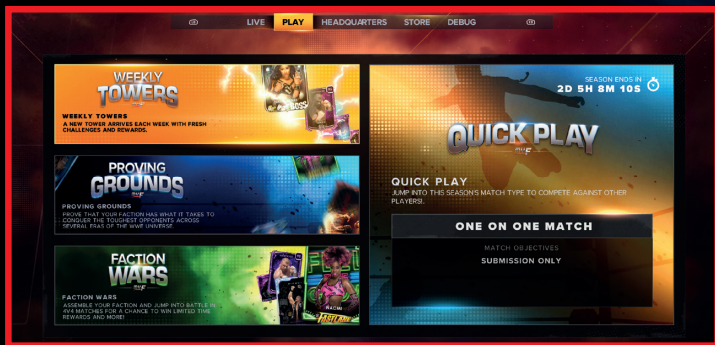 LIVE PLAY HEADQUARTERS STORE DEBUG
WEEKLY
TOWERS
WEEKLY TOWERS
A NEW TOWER ARRIVES EACH WEEK WITH FRESH
CHALLENGES AND REWARDS.
PROVING
GROUNDS
PROVING GROUNDS
PROVE THAT YOUR FACTION HAS WHAT IT TAKES TO
CONQUER THE TOUGHEST OPPONENTS ACROSS
SEVERAL ERAS OF THE WWE UNIVERSE.
FACTION
WARS
FACTION WARS
ASSEMBLE YOUR FACTION AND JUMP INTO BATTLE IN
4V4 MATCHES FOR A CHANCE TO WIN LIMITED TIME
REWARDS AND MORE!
NAOMI
FASTLANE
SEASON ENDS IN
2D 5H 8M 10S
QUICK PLAY
QUICK PLAY
JUMP INTO THIS SEASON'S MATCH TYPE TO COMPETE AGAINST OTHER
PLAYERS!.
ONE ON ONE MATCH
MATCH OBJECTIVES
SUBMISSION ONLY